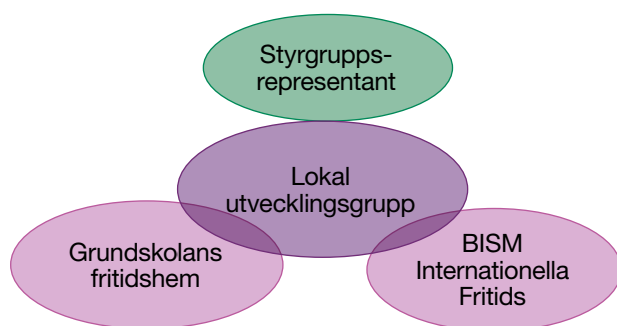 Styrgrupps-
representant
Lokal
utvecklingsgrupp
Grundskolans
fritidshem
BISM
Internationella
Fritids